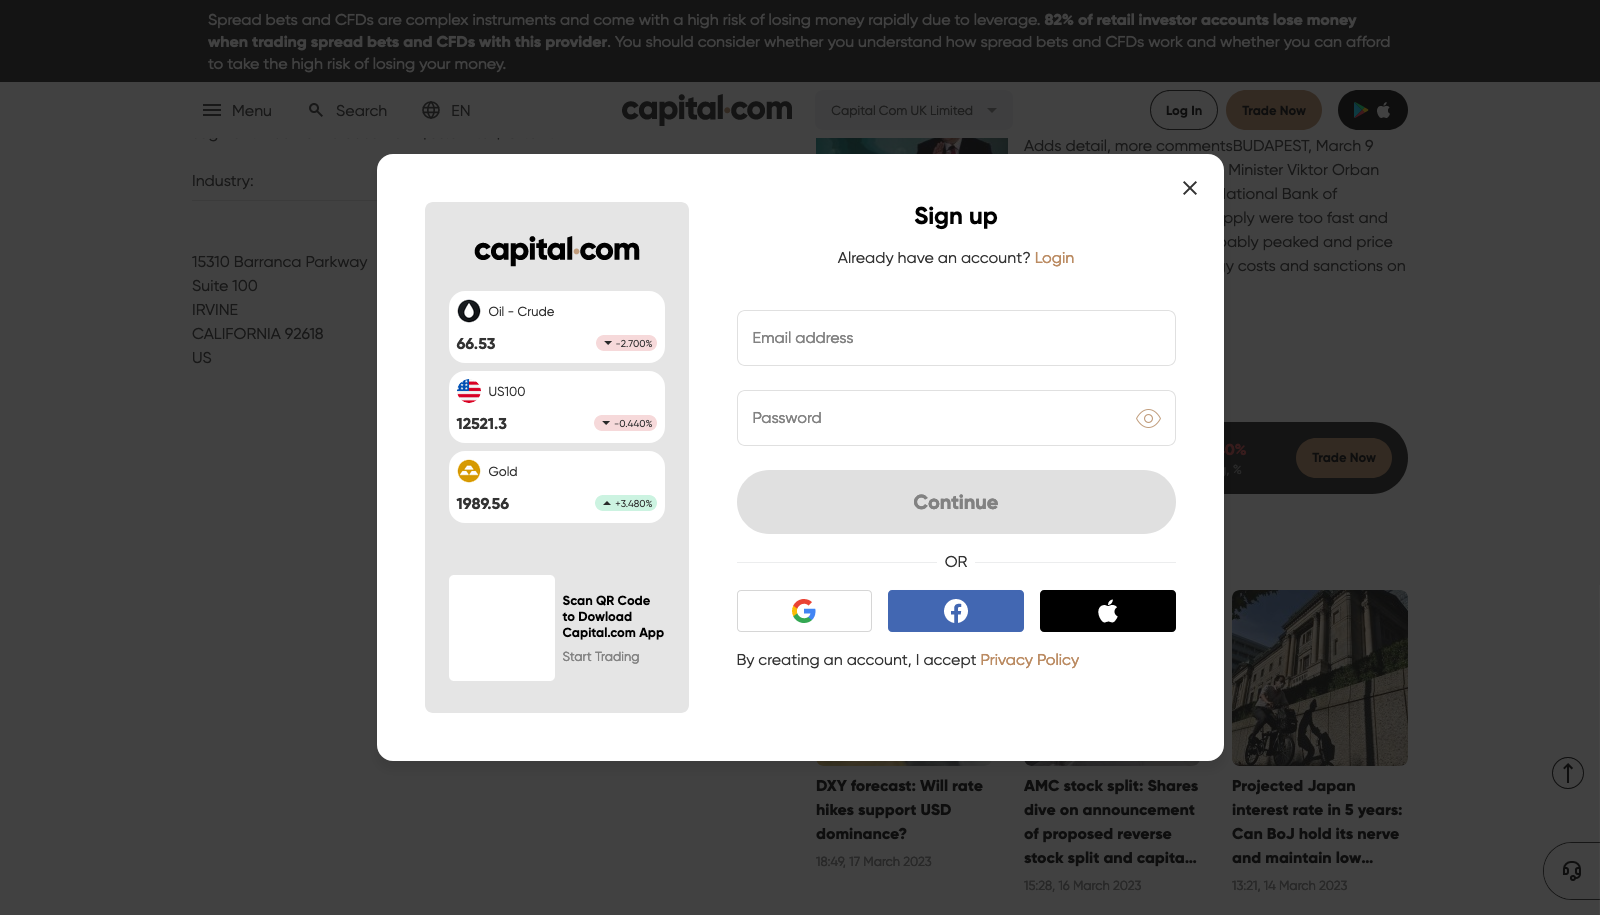 Spread bets and CFDs are complex instruments and come with a high risk of losing money rapidly due to leverage. 82% of retail investor accounts lose money
when trading spread bets and CFDs with this provider. You should consider whether you understand how spread bets and CFDs work and whether you can afford
to take the high risk of losing your money.
Menu
Search
EN
capital.com
Capital Com UK Limited
Log In
Trade Now
Industry:
15310 Barranca Parkway
Suite 100
IRVINE
CALIFORNIA 92618
US
Adds detail, more commentsBUDAPEST, March 9
Minister Viktor Orban
National Bank of
were too fast and
peaked and price
costs and sanctions on
Trade Now
capital.com
Oil - Crude
66.53
-2.700%
US100
12521.3
-0.440%
Gold
1989.56
+3.480%
Scan QR Code
to Dowload
Capital.com App
Start Trading
Sign up
Already have an account? Login
Email address
Password
Continue
OR
By creating an account, I accept Privacy Policy
DXY forecast: Will rate
hikes support USD
dominance?
18:49, 17 March 2023
AMC stock split: Shares
dive on announcement
of proposed reverse
stock split and capita...
15:28, 16 March 2023
Projected Japan
interest rate in 5 years:
Can BoJ hold its nerve
and maintain low...
13:21, 14 March 2023